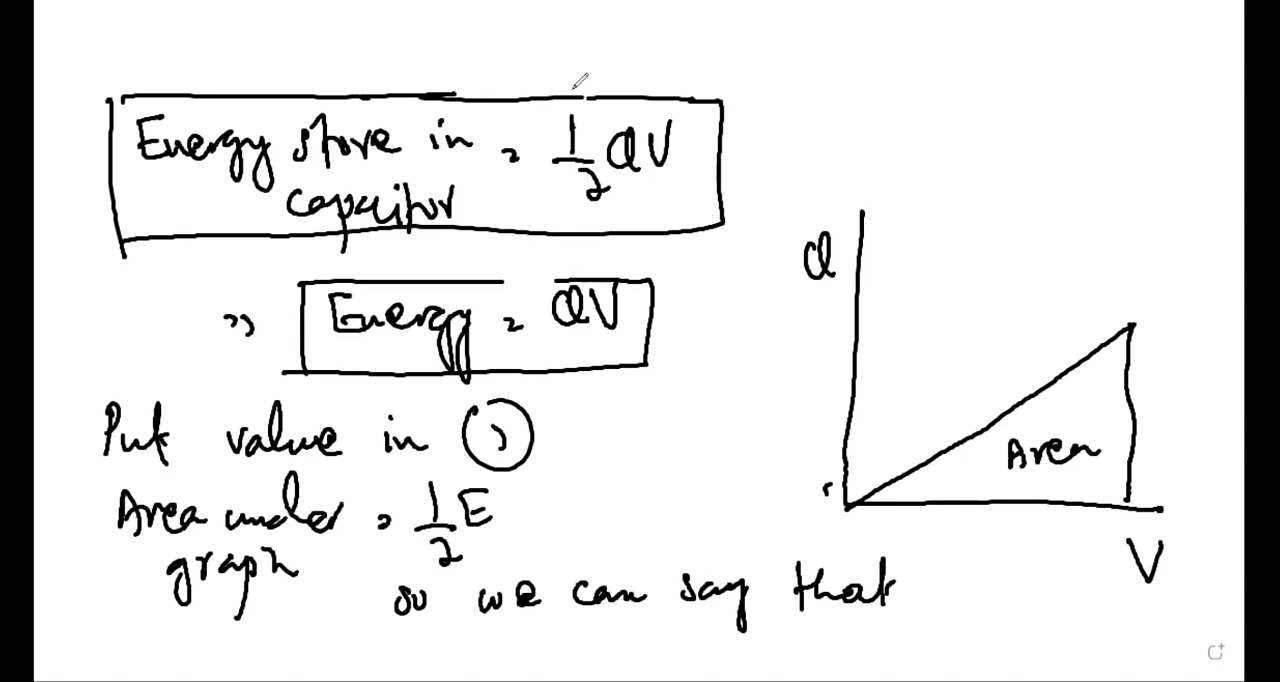 Energy store in = 1/2 QV
capacitor
=> Energy = QV
Put value in (1)
Area under = 1/2 E
graph
so we can say that
Q
Area
V